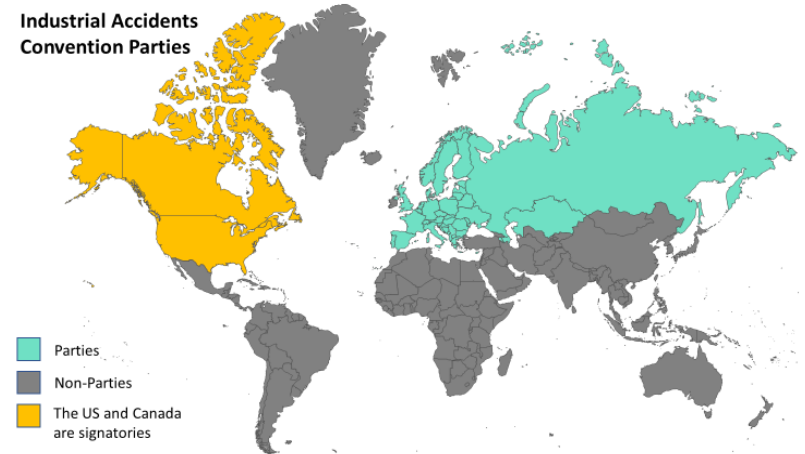 Industrial Accidents
Convention Parties
Parties
Non-Parties
The US and Canada
are signatories